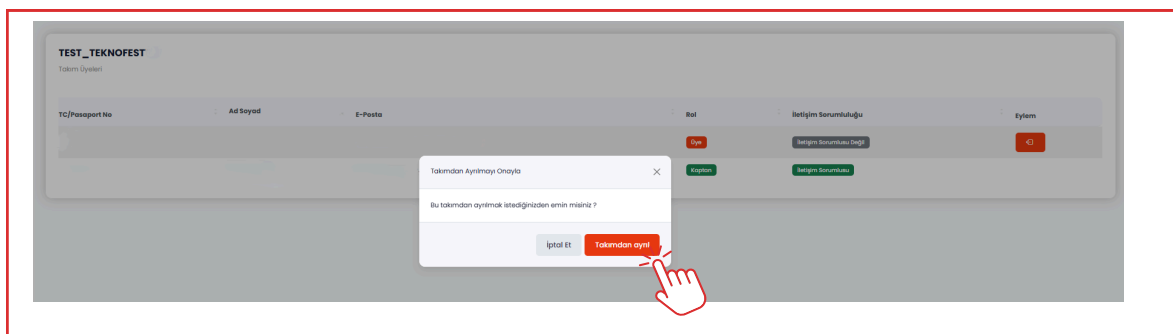 TEST_TEKNOFEST
Takım Üyeleri
TC/Pasaport No Ad Soyad E-Posta Rol İletişim Sorumluluğu Eylem
Üye İletişim Sorumlusu Değil
Kaptan İletişim Sorumlusu
Takımdan Ayrılmayı Onayla
Bu takımdan ayrılmak istediğinizden emin misiniz ?
İptal Et Takımdan ayrıl